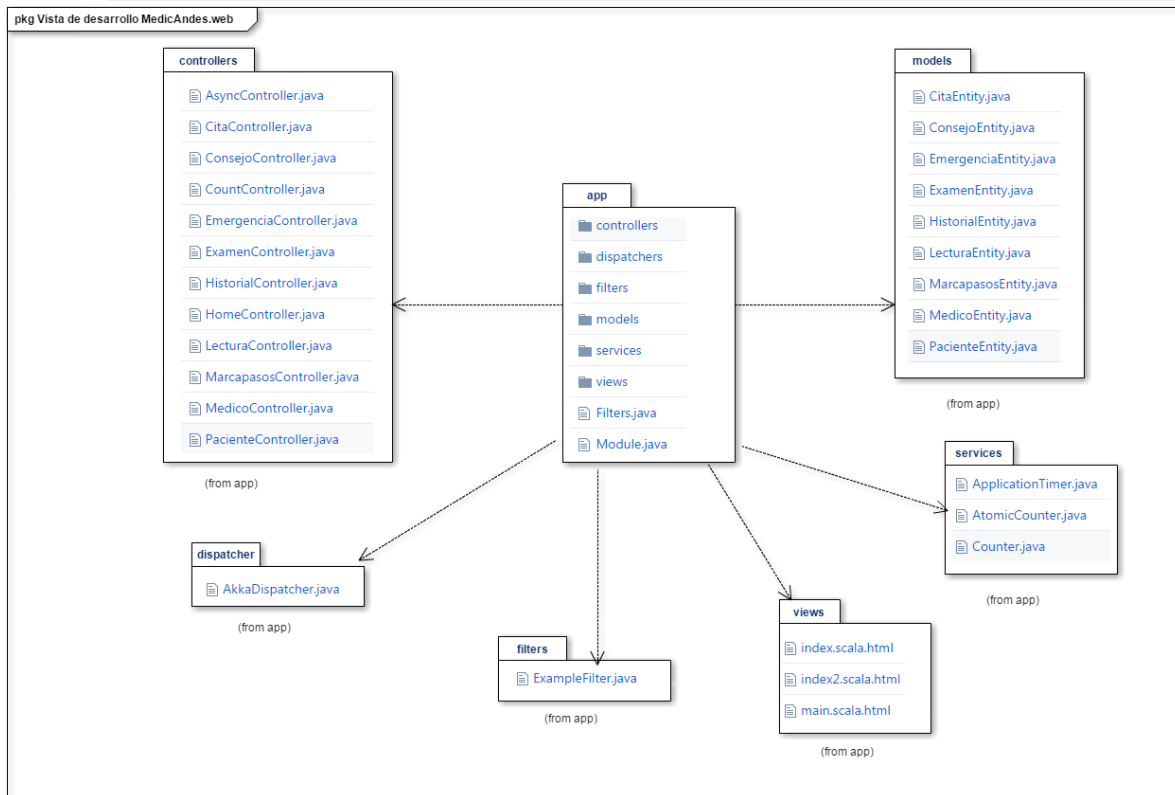 pkg Vista de desarrollo MedicAndes.web
controllers
AsyncController.java
CitaController.java
ConsejoController.java
CountController.java
EmergenciaController.java
ExamenController.java
HistorialController.java
HomeController.java
LecturaController.java
MarcapasosController.java
MedicoController.java
PacienteController.java
(from app)
app
controllers
dispatchers
filters
models
services
views
Filters.java
Module.java
models
CitaEntity.java
ConsejoEntity.java
EmergenciaEntity.java
ExamenEntity.java
HistorialEntity.java
LecturaEntity.java
MarcapasosEntity.java
MedicoEntity.java
PacienteEntity.java
(from app)
services
ApplicationTimer.java
AtomicCounter.java
Counter.java
(from app)
dispatcher
AkkaDispatcher.java
(from app)
filters
ExampleFilter.java
(from app)
views
index.scala.html
index2.scala.html
main.scala.html
(from app)